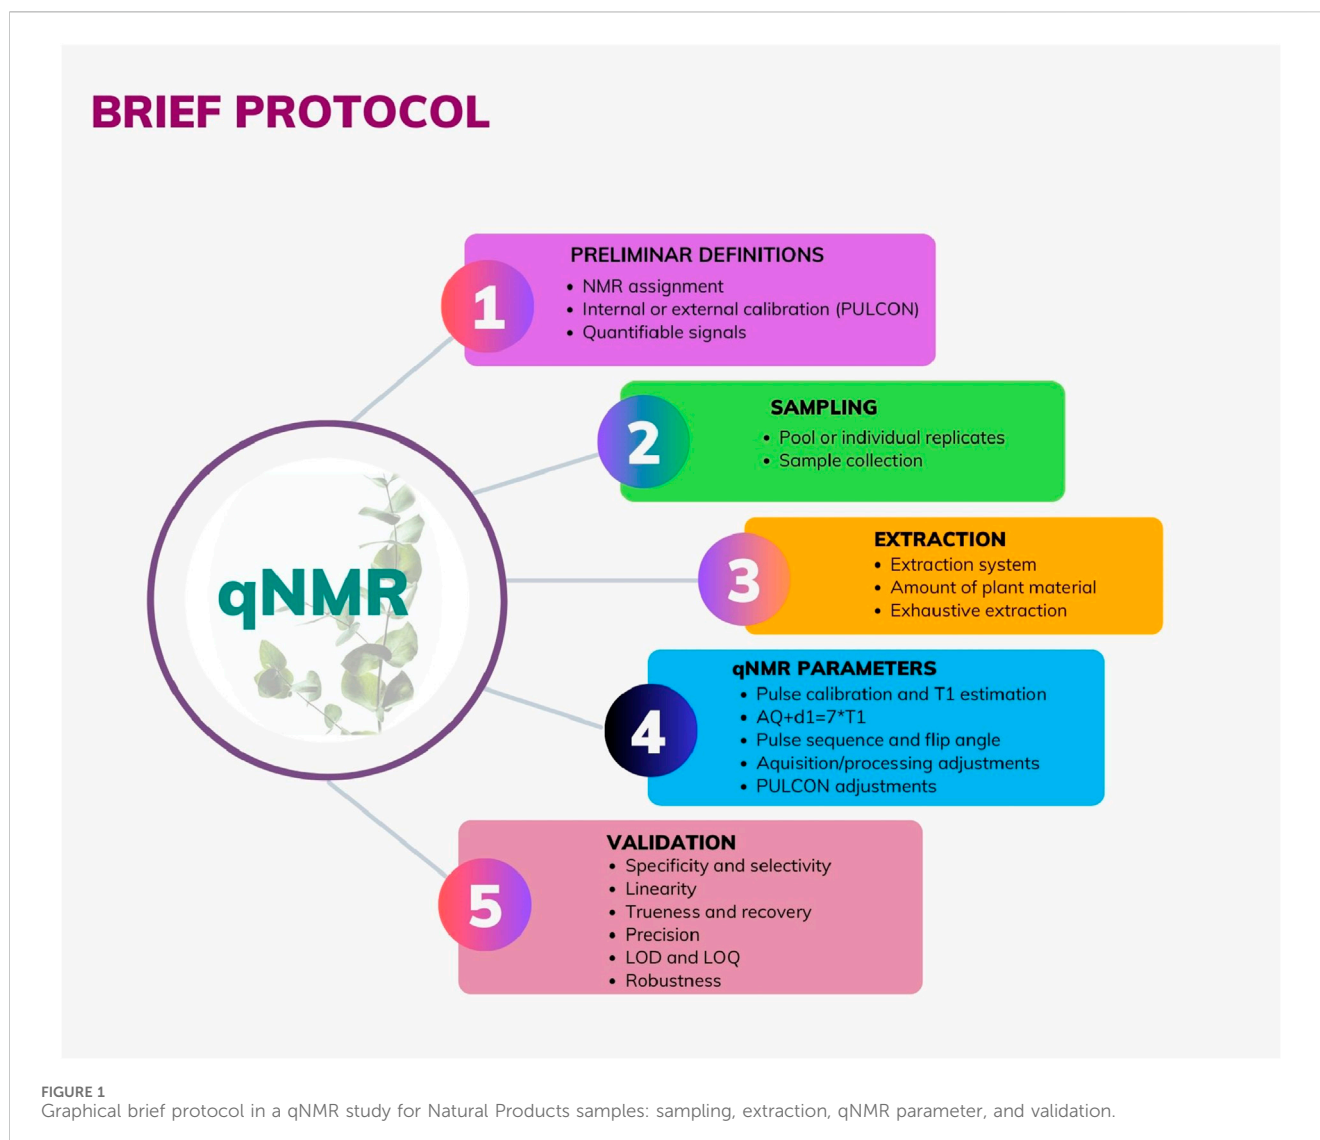 BRIEF PROTOCOL
1
PRELIMINAR DEFINITIONS
• NMR assignment
• Internal or external calibration (PULCON)
• Quantifiable signals
2
SAMPLING
• Pool or individual replicates
• Sample collection
qNMR
3
EXTRACTION
• Extraction system
• Amount of plant material
• Exhaustive extraction
4
qNMR PARAMETERS
• Pulse calibration and T1 estimation
• AQ+d1=7*T1
• Pulse sequence and flip angle
• Aquisition/processing adjustments
• PULCON adjustments
5
VALIDATION
• Specificity and selectivity
• Linearity
• Trueness and recovery
• Precision
• LOD and LOQ
• Robustness
FIGURE 1
Graphical brief protocol in a qNMR study for Natural Products samples: sampling, extraction, qNMR parameter, and validation.